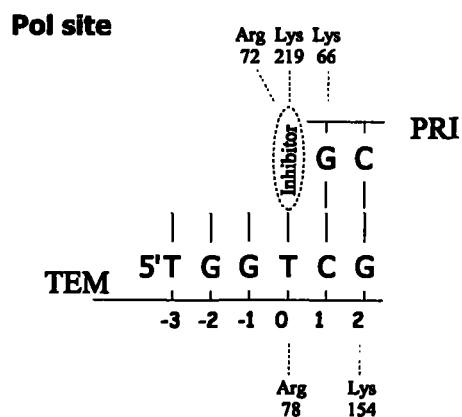 Pol site
Arg Lys Lys
72 219 66
PRI
Inhibitor
G C
5'T G G T C G
TEM
-3 -2 -1 0 1 2
Arg Lys
78 154